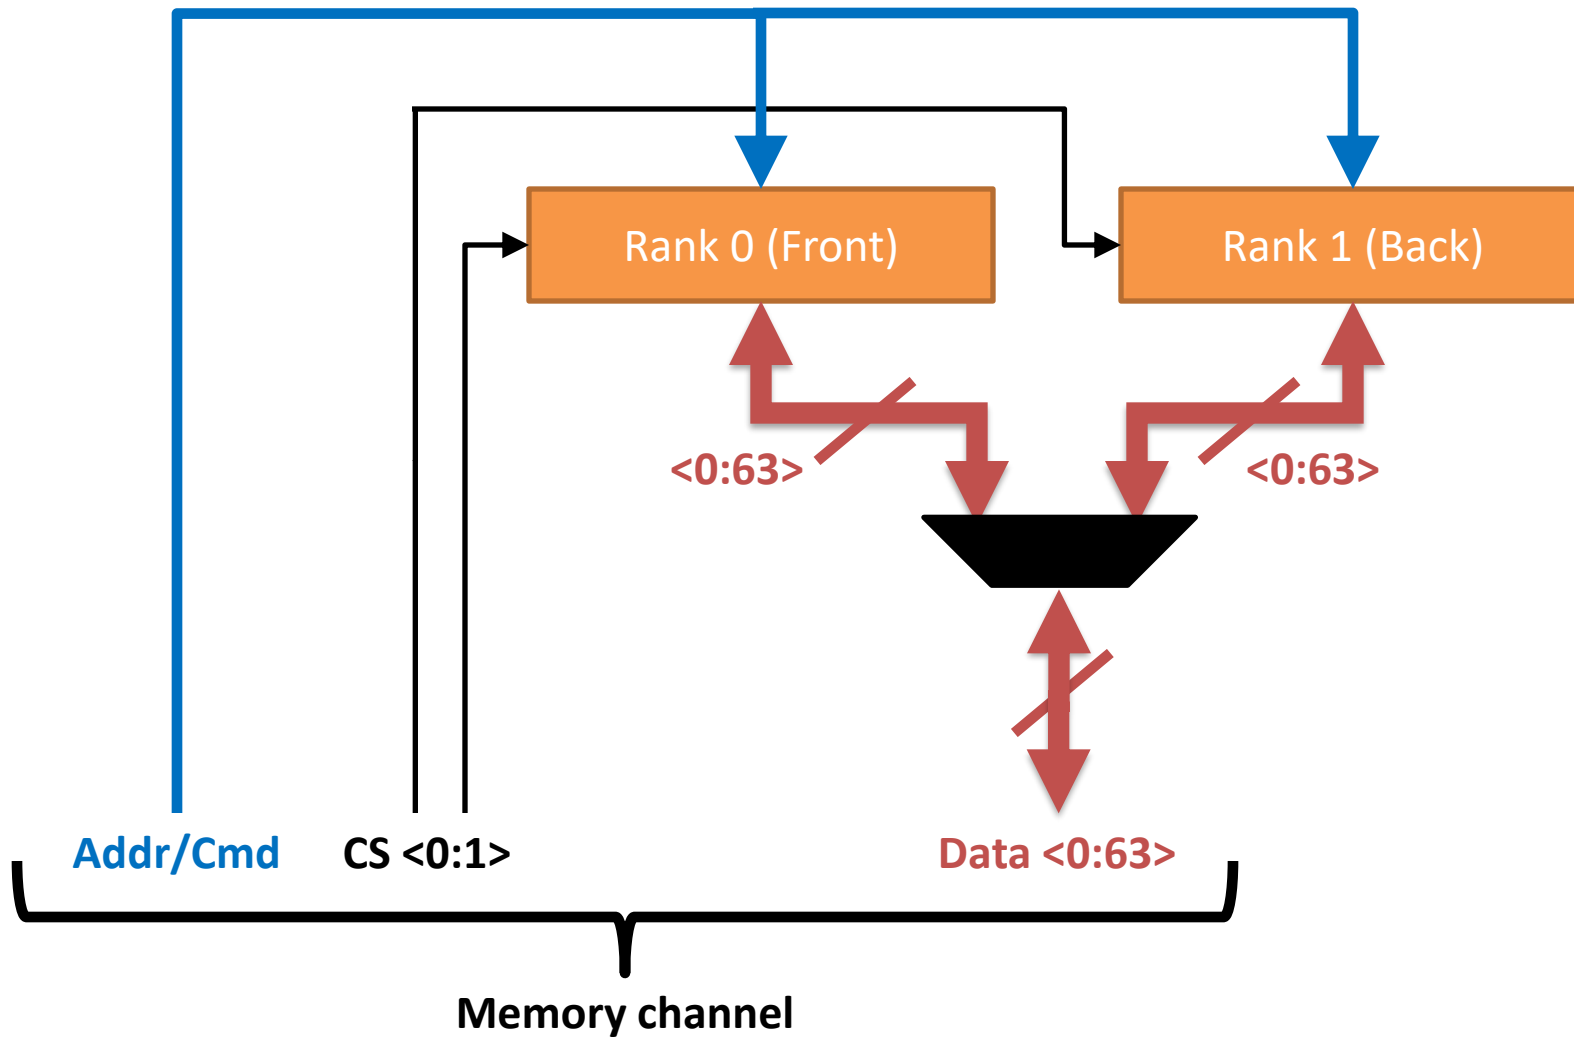 Rank 0 (Front)
Rank 1 (Back)
<0:63>
<0:63>
Addr/Cmd
CS <0:1>
Data <0:63>
Memory channel